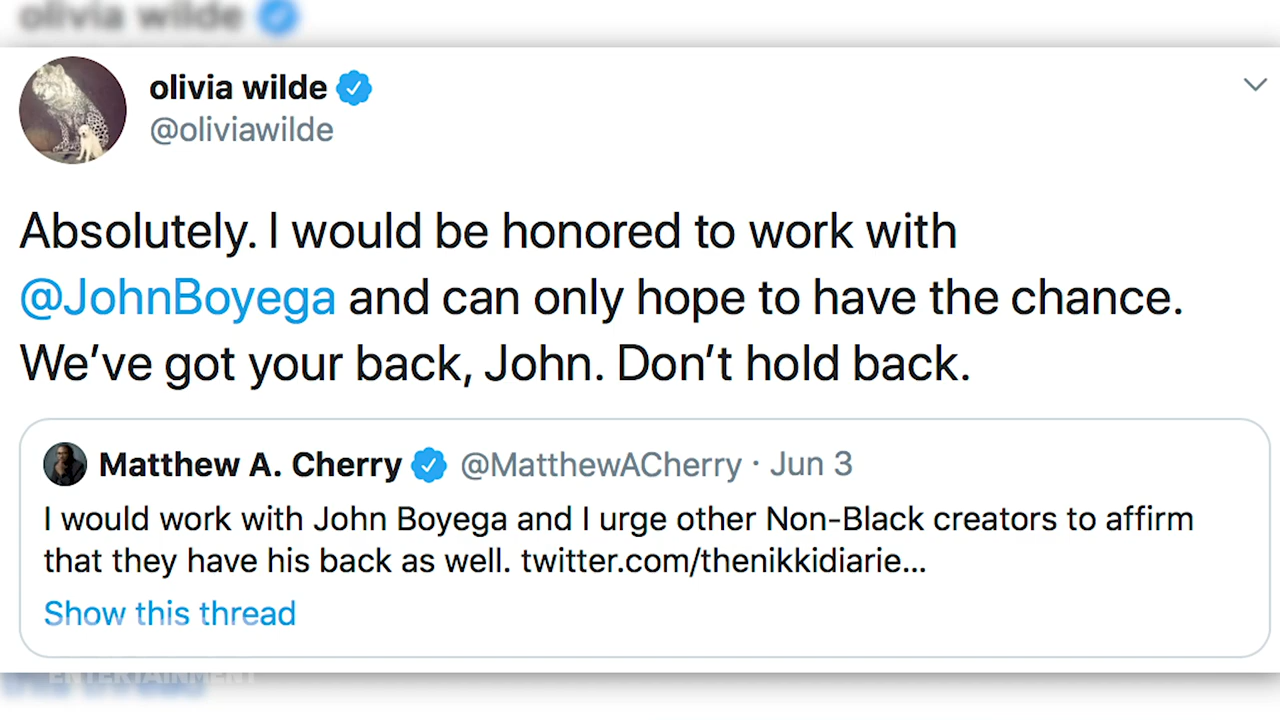 olivia wilde
olivia wilde
@oliviawilde
Absolutely. I would be honored to work with
@JohnBoyega and can only hope to have the chance.
We’ve got your back, John. Don’t hold back.
Matthew A. Cherry @MatthewACherry · Jun 3
I would work with John Boyega and I urge other Non-Black creators to affirm
that they have his back as well. twitter.com/thenikkidiarie...
Show this thread
ENTERTAINMENT